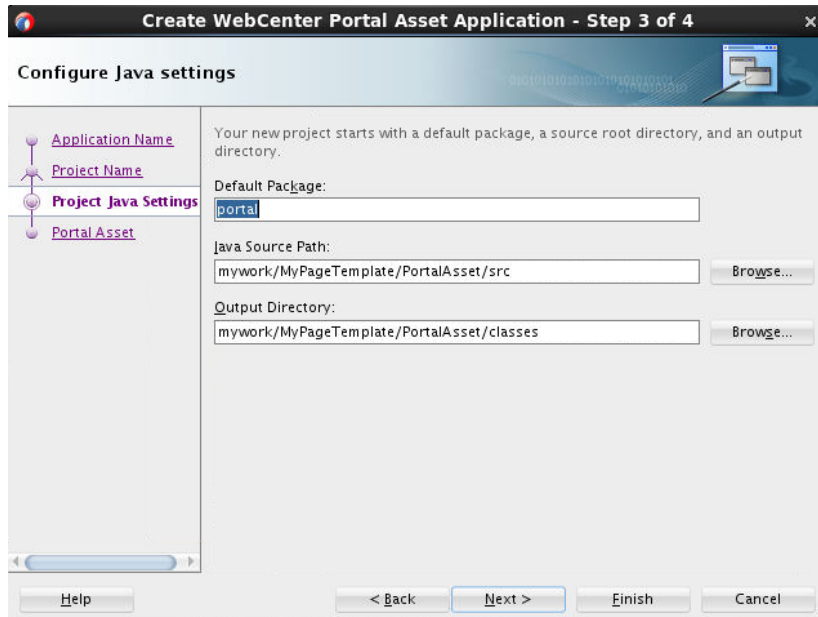 Create WebCenter Portal Asset Application - Step 3 of 4
Configure Java settings
Application Name
Project Name
Project Java Settings
Portal Asset
Your new project starts with a default package, a source root directory, and an output
directory.
Default Package:
portal
Java Source Path:
mywork/MyPageTemplate/PortalAsset/src
Browse...
Output Directory:
mywork/MyPageTemplate/PortalAsset/classes
Browse...
Help
< Back
Next >
Finish
Cancel